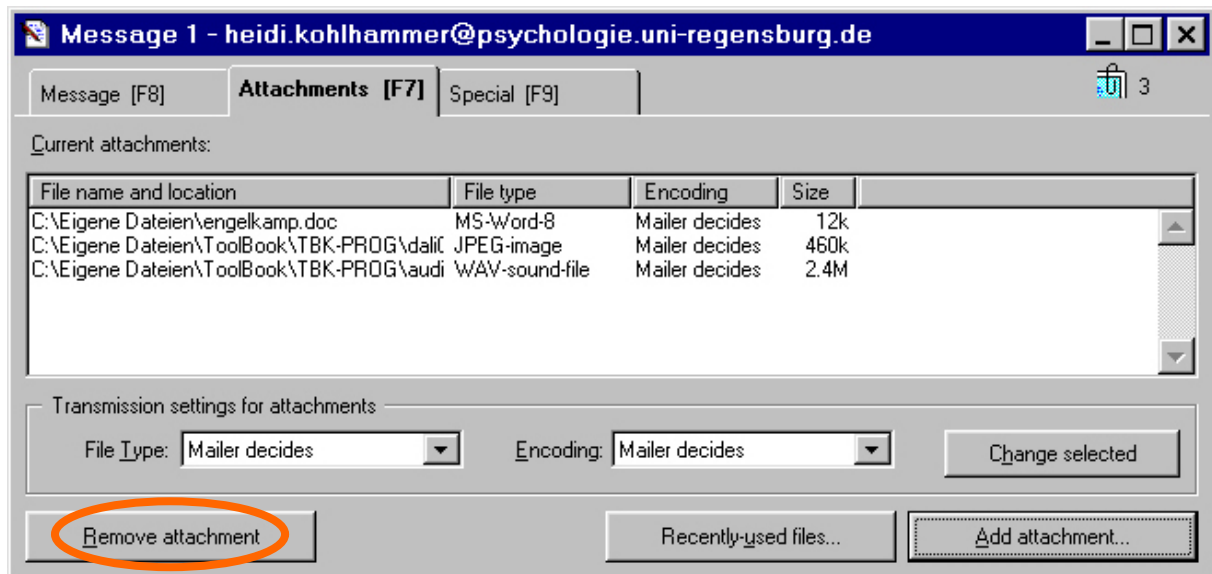 Message 1 - heidi.kohlhammer@psychologie.uni-regensburg.de
Message [F8] Attachments [F7] Special [F9] 3
Current attachments:
File name and location File type Encoding Size
C:\Eigene Dateien\engelkamp.doc MS-Word-8 Mailer decides 12k
C:\Eigene Dateien\ToolBook\TBK-PROG\dali JPEG-image Mailer decides 460k
C:\Eigene Dateien\ToolBook\TBK-PROG\audi WAV-sound-file Mailer decides 2.4M
Transmission settings for attachments
File Type: Mailer decides Encoding: Mailer decides Change selected
Remove attachment Recently-used files... Add attachment...